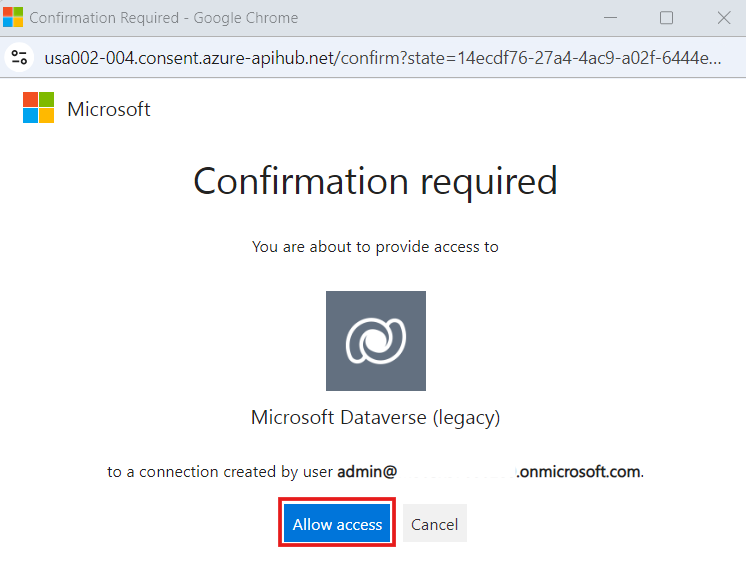 Confirmation Required - Google Chrome
usa002-004.consent.azure-apihub.net/confirm?state=14ecdf76-27a4-4ac9-a02f-6444e...
Microsoft
Confirmation required
You are about to provide access to
Microsoft Dataverse (legacy)
to a connection created by user admin@ .onmicrosoft.com.
Allow access Cancel